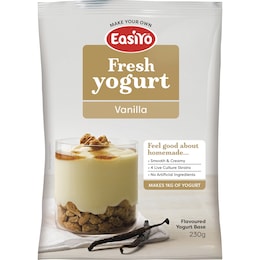 MAKE YOUR OWN
EasiYo
Fresh
yogurt
Vanilla
Feel good about
homemade...
• Smooth & Creamy
• 4 Live Culture Strains
• No Artificial Ingredients
MAKES 1KG OF YOGURT
Flavoured
Yogurt Base
230g